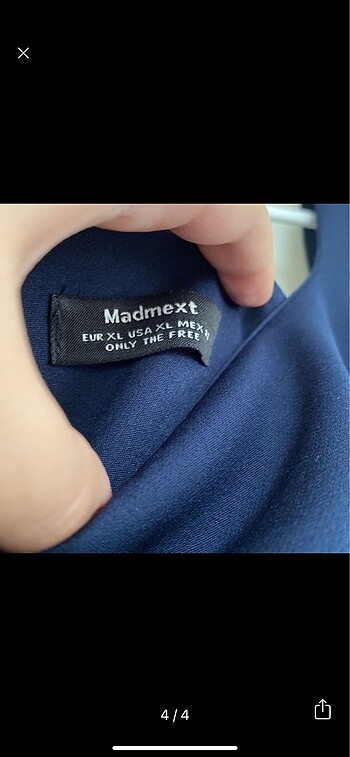 Madmext
EUR XL USA XL MEX
ONLY THE FREE
4 / 4